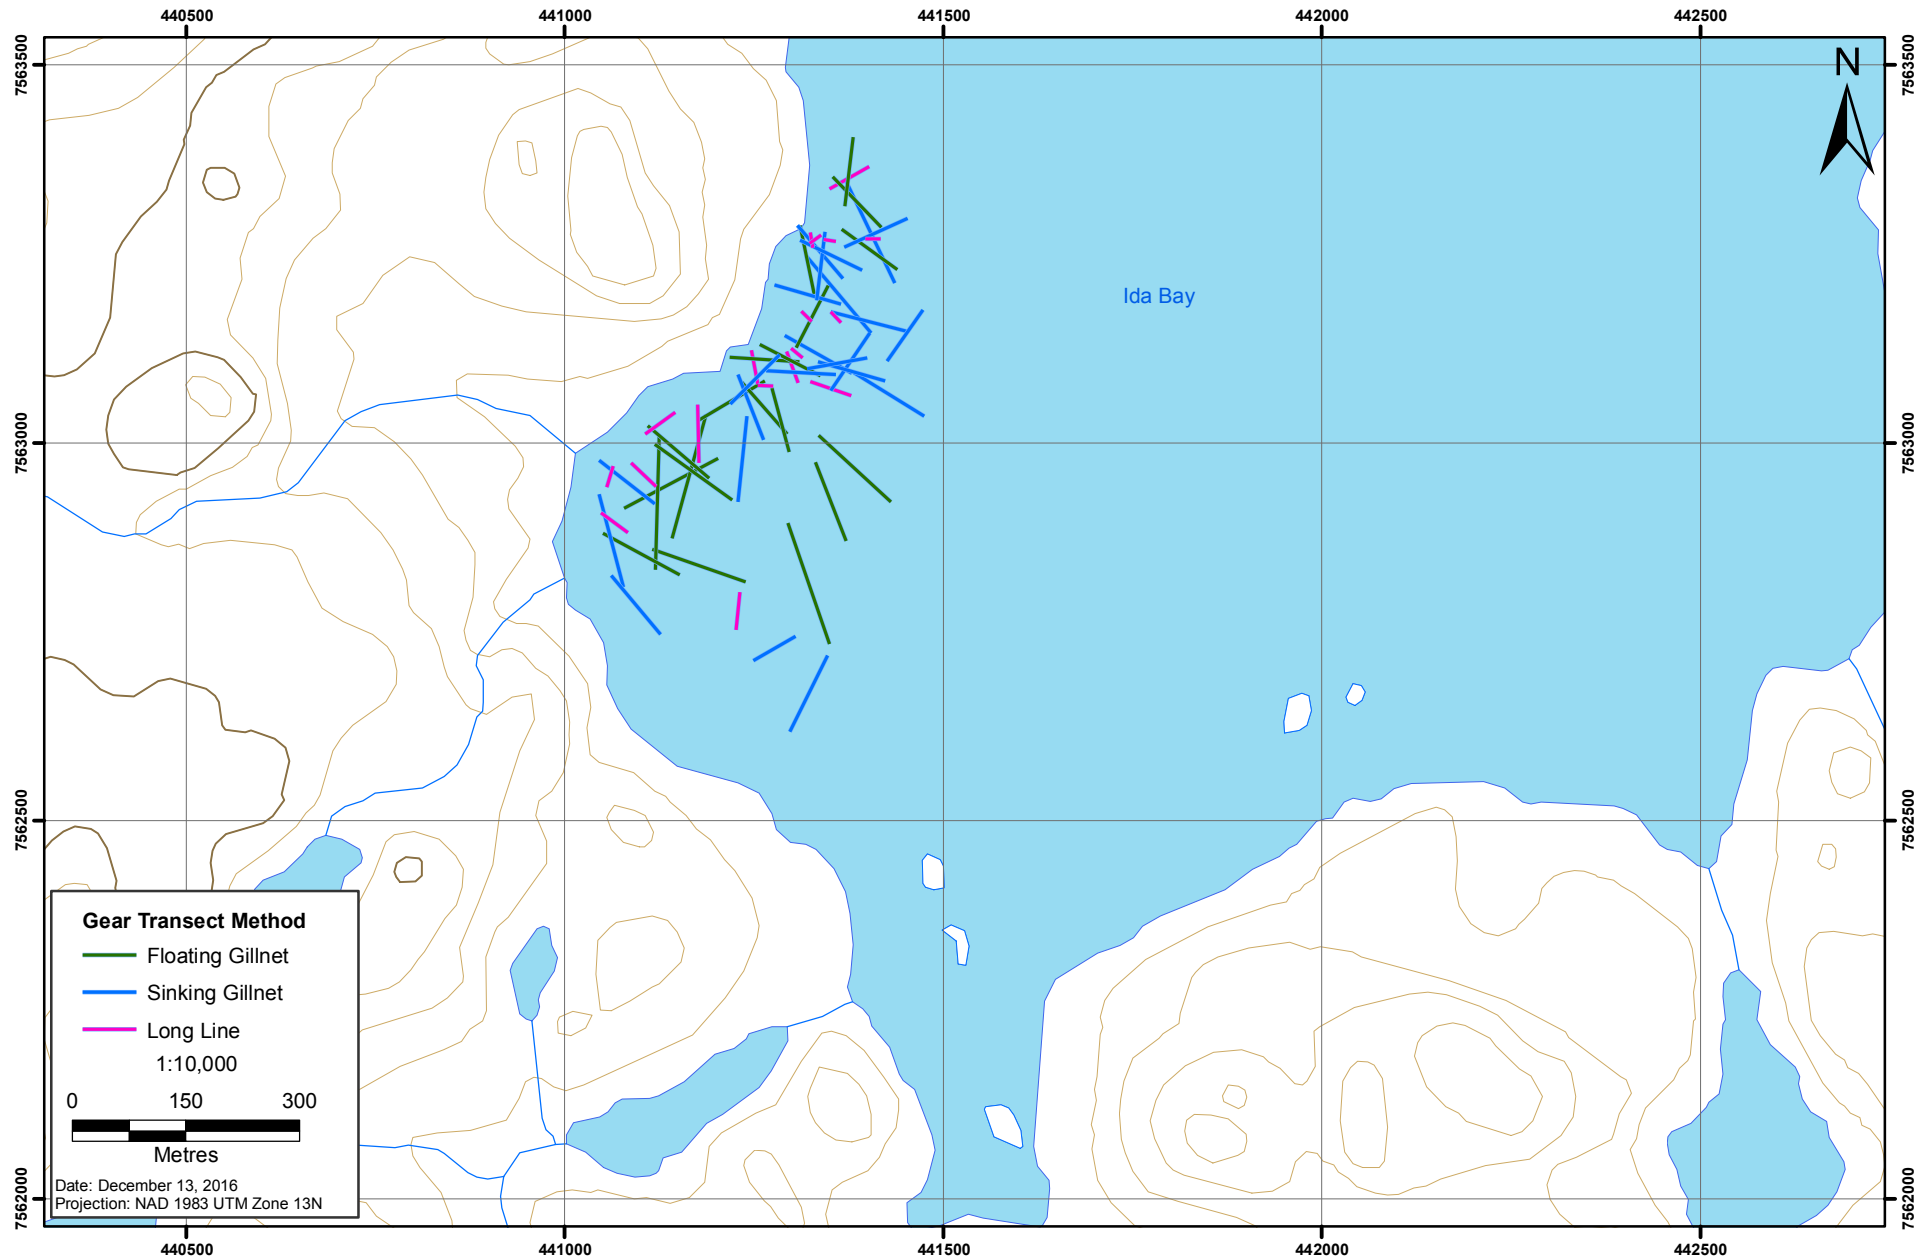 440500 441000 441500 442000 442500
7563500 7563500
N
Ida Bay
7563000 7563000
7562500 7562500
Gear Transect Method
Floating Gillnet
Sinking Gillnet
Long Line
1:10,000
0 150 300
Metres
Date: December 13, 2016
Projection: NAD 1983 UTM Zone 13N
7562000 7562000
440500 441000 441500 442000 442500